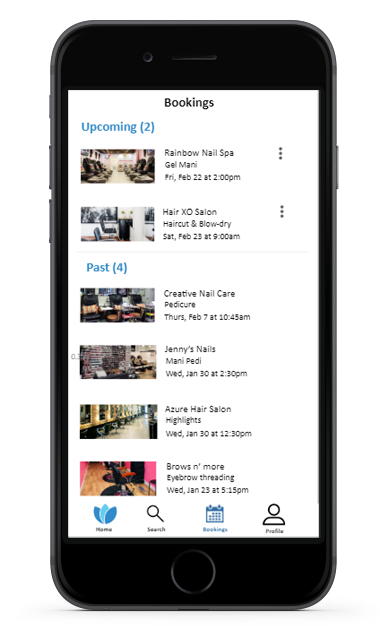 Bookings
Upcoming (2)
Rainbow Nail Spa
Gel Mani
Fri, Feb 22 at 2:00pm
Hair XO Salon
Haircut & Blow-dry
Sat, Feb 23 at 9:00am
Past (4)
Creative Nail Care
Pedicure
Thurs, Feb 7 at 10:45am
Jenny's Nails
Mani Pedi
Wed, Jan 30 at 2:30pm
Azure Hair Salon
Highlights
Wed, Jan 30 at 12:30pm
Brows n' more
Eyebrow threading
Wed, Jan 23 at 5:15pm
Home
Search
Bookings
Profile